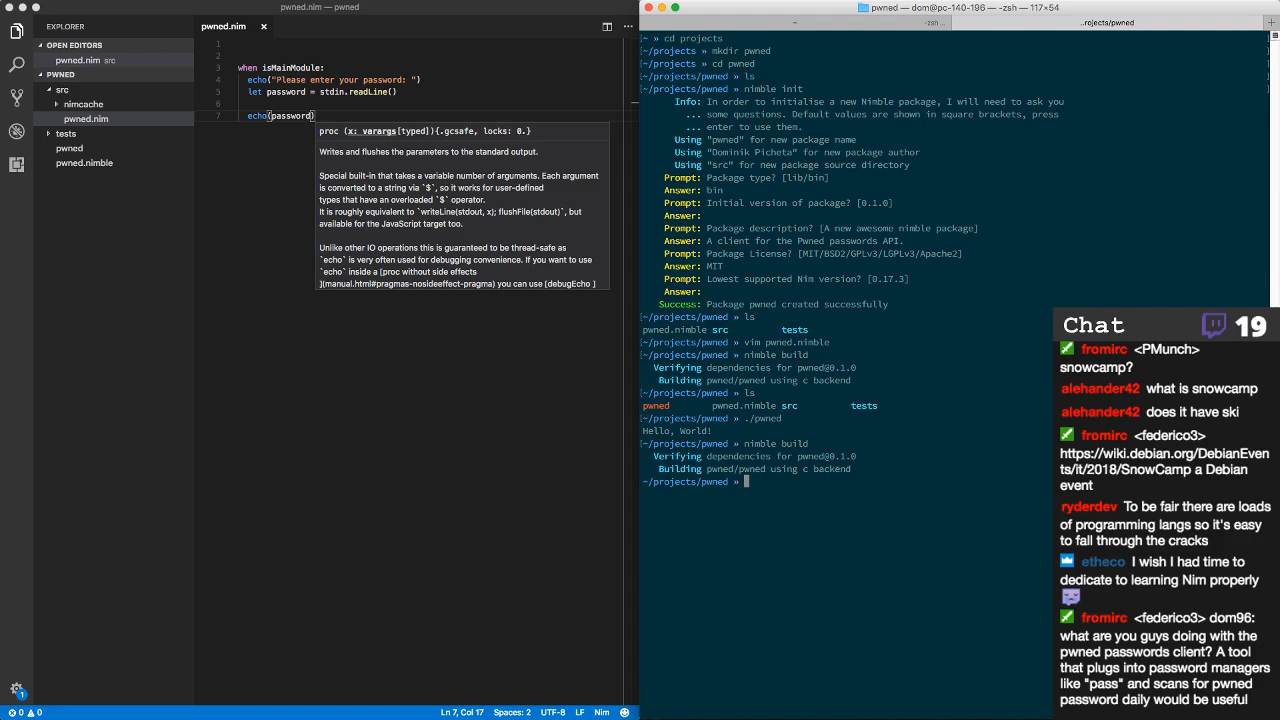 pwned.nim — pwned
EXPLORER
OPEN EDITORS
pwned.nim src
PWNED
src
nimcache
pwned.nim
tests
pwned.nimble
1
pwned.nim ×
1
2
3 when isMainModule:
4 echo("Please enter your password: ")
5 let password = stdin.readLine()
6
7 echo(password)
proc (x: varargs[typed]){.gcsafe, locks: 0.}
Writes and flushes the parameters to the standard output.
Special built-in that takes a variable number of arguments. Each argument
is converted to a string via `$`, so it works for user-defined
types that have an overloaded `$` operator.
It is roughly equivalent to `writeLine(stdout, x); flushFile(stdout)`, but
available for the JavaScript target too.
Unlike other IO operations this is guaranteed to be thread-safe as
`echo` is very often used for debugging convenience. If you want to use
`echo` inside a [proc without side effects
](manual.html#pragmas-nosideeffect-pragma) you can use [debugEcho ]
0 0
Ln 7, Col 17 Spaces: 2 UTF-8 LF Nim
pwned — dom@pc-140-196 — -zsh — 117×54
~ -zsh ... ..rojects/pwned +
[~ » cd projects ]
[~/projects » mkdir pwned ]
[~/projects » cd pwned ]
[~/projects/pwned » ls ]
[~/projects/pwned » nimble init ]
Info: In order to initialise a new Nimble package, I will need to ask you
... some questions. Default values are shown in square brackets, press
... enter to use them.
Using "pwned" for new package name
Using "Dominik Picheta" for new package author
Using "src" for new package source directory
Prompt: Package type? [lib/bin]
Answer: bin
Prompt: Initial version of package? [0.1.0]
Answer:
Prompt: Package description? [A new awesome nimble package]
Answer: A client for the Pwned passwords API.
Prompt: Package License? [MIT/BSD2/GPLv3/LGPLv3/Apache2]
Answer: MIT
Prompt: Lowest supported Nim version? [0.17.3]
Answer:
Success: Package pwned created successfully
[~/projects/pwned » ls
pwned.nimble src tests
[~/projects/pwned » vim pwned.nimble
[~/projects/pwned » nimble build
Verifying dependencies for pwned@0.1.0
Building pwned/pwned using c backend
[~/projects/pwned » ls
pwned pwned.nimble src tests
[~/projects/pwned » ./pwned
Hello, World!
[~/projects/pwned » nimble build
Verifying dependencies for pwned@0.1.0
Building pwned/pwned using c backend
~/projects/pwned »
Chat 19
fromirc <PMunch>
snowcamp?
alehander42 what is snowcamp
alehander42 does it have ski
fromirc <federico3>
https://wiki.debian.org/DebianEven
ts/it/2018/SnowCamp a Debian
event
ryderdev To be fair there are loads
of programming langs so it's easy
to fall through the cracks
etheco I wish I had time to
dedicate to learning Nim properly
fromirc <federico3> dom96:
what are you guys doing with the
pwned passwords client? A tool
that plugs into password managers
like "pass" and scans for pwned
password daily would be useful